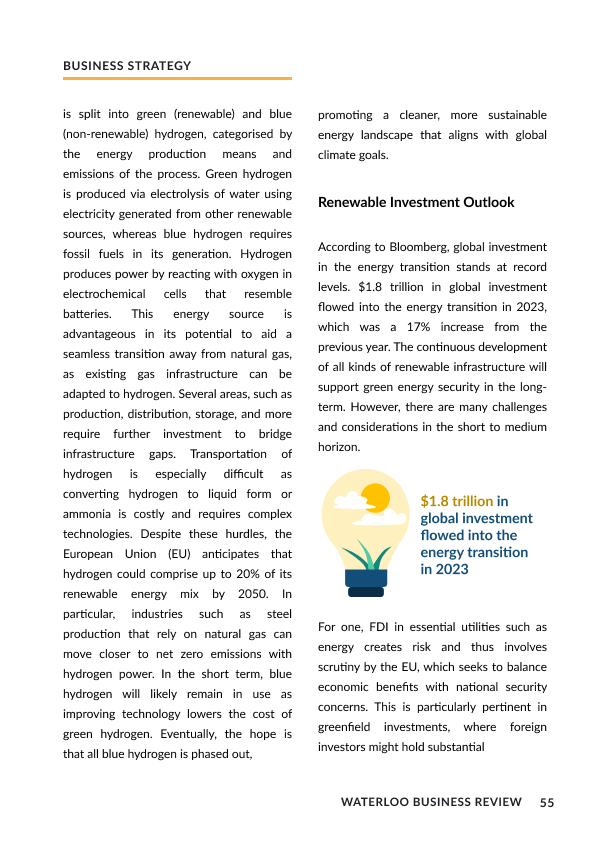 BUSINESS STRATEGY
is split into green (renewable) and blue
(non-renewable) hydrogen, categorised by
the energy production means and
emissions of the process. Green hydrogen
is produced via electrolysis of water using
electricity generated from other renewable
sources, whereas blue hydrogen requires
fossil fuels in its generation. Hydrogen
produces power by reacting with oxygen in
electrochemical cells that resemble
batteries. This energy source is
advantageous in its potential to aid a
seamless transition away from natural gas,
as existing gas infrastructure can be
adapted to hydrogen. Several areas, such as
production, distribution, storage, and more
require further investment to bridge
infrastructure gaps. Transportation of
hydrogen is especially difficult as
converting hydrogen to liquid form or
ammonia is costly and requires complex
technologies. Despite these hurdles, the
European Union (EU) anticipates that
hydrogen could comprise up to 20% of its
renewable energy mix by 2050. In
particular, industries such as steel
production that rely on natural gas can
move closer to net zero emissions with
hydrogen power. In the short term, blue
hydrogen will likely remain in use as
improving technology lowers the cost of
green hydrogen. Eventually, the hope is
that all blue hydrogen is phased out,
promoting a cleaner, more sustainable
energy landscape that aligns with global
climate goals.
Renewable Investment Outlook
According to Bloomberg, global investment
in the energy transition stands at record
levels. $1.8 trillion in global investment
flowed into the energy transition in 2023,
which was a 17% increase from the
previous year. The continuous development
of all kinds of renewable infrastructure will
support green energy security in the long-
term. However, there are many challenges
and considerations in the short to medium
horizon.
$1.8 trillion in
global investment
flowed into the
energy transition
in 2023
For one, FDI in essential utilities such as
energy creates risk and thus involves
scrutiny by the EU, which seeks to balance
economic benefits with national security
concerns. This is particularly pertinent in
greenfield investments, where foreign
investors might hold substantial
WATERLOO BUSINESS REVIEW 55